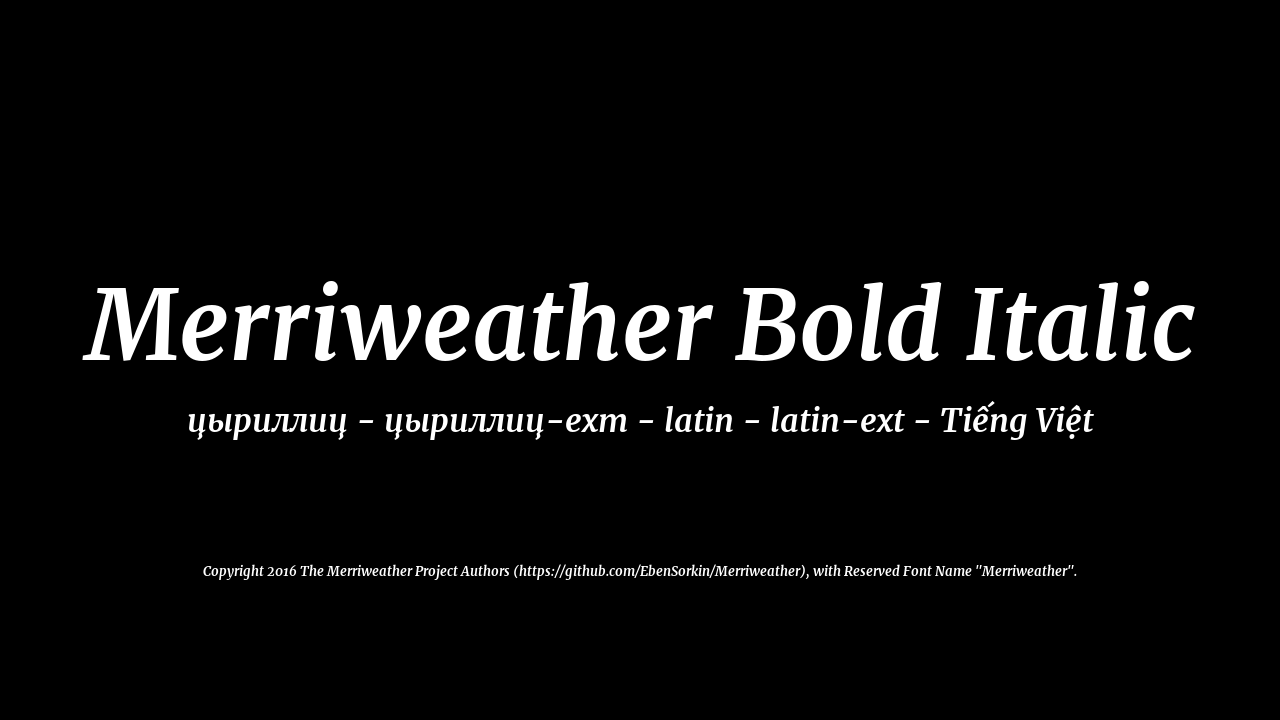 Merriweather Bold Italic
цыриллиц - цыриллиц-ехт - latin - latin-ext - Tiếng Việt
Copyright 2016 The Merriweather Project Authors (https://github.com/EbenSorkin/Merriweather), with Reserved Font Name "Merriweather".